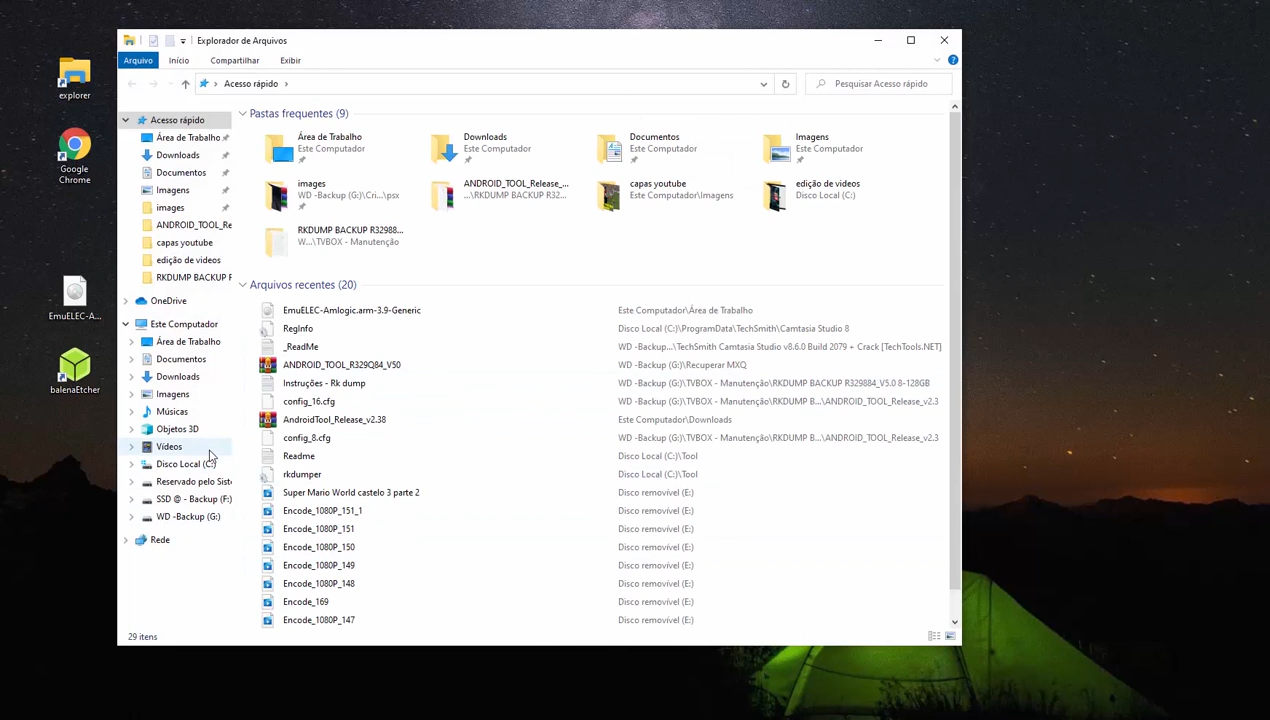 Explorador de Arquivos
Arquivo Início Compartilhar Exibir
Acesso rápido
Pesquisar Acesso rápido
explorer
Google
Chrome
EmuELEC-A...
balenaEtcher
Acesso rápido
Área de Trabalho
Downloads
Documentos
Imagens
images
ANDROID_TOOL_Re
capas youtube
edição de videos
RKDUMP BACKUP F
OneDrive
Este Computador
Área de Trabalho
Documentos
Downloads
Imagens
Músicas
Objetos 3D
Vídeos
Disco Local (C:)
Reservado pelo Siste
SSD @ - Backup (F:)
WD -Backup (G:)
Rede
Pastas frequentes (9)
Área de Trabalho
Este Computador
Downloads
Este Computador
Documentos
Este Computador
Imagens
Este Computador
images
WD -Backup (G:)\Cri...\psx
ANDROID_TOOL_Release_...
...\RKDUMP BACKUP R32...
capas youtube
Este Computador\Imagens
edição de videos
Disco Local (C:)
RKDUMP BACKUP R32988...
W...\TVBOX - Manutenção
Arquivos recentes (20)
EmuELEC-Amlogic.arm-3.9-Generic Este Computador\Área de Trabalho
RegInfo Disco Local (C:)\ProgramData\TechSmith\Camtasia Studio 8
_ReadMe WD -Backup...\TechSmith Camtasia Studio v8.6.0 Build 2079 + Crack [TechTools.NET]
ANDROID_TOOL_R329Q84_V50 WD -Backup (G:)\Recuperar MXQ
Instruções - Rk dump WD -Backup (G:)\TVBOX - Manutenção\RKDUMP BACKUP R329884_V5.0 8-128GB
config_16.cfg WD -Backup (G:)\TVBOX - Manutenção\RKDUMP B...\ANDROID_TOOL_Release_v2.3
AndroidTool_Release_v2.38 Este Computador\Downloads
config_8.cfg WD -Backup (G:)\TVBOX - Manutenção\RKDUMP B...\ANDROID_TOOL_Release_v2.3
Readme Disco Local (C:)\Tool
rkdumper Disco Local (C:)\Tool
Super Mario World castelo 3 parte 2 Disco removível (E:)
Encode_1080P_151_1 Disco removível (E:)
Encode_1080P_151 Disco removível (E:)
Encode_1080P_150 Disco removível (E:)
Encode_1080P_149 Disco removível (E:)
Encode_1080P_148 Disco removível (E:)
Encode_169 Disco removível (E:)
Encode_1080P_147 Disco removível (E:)
29 itens